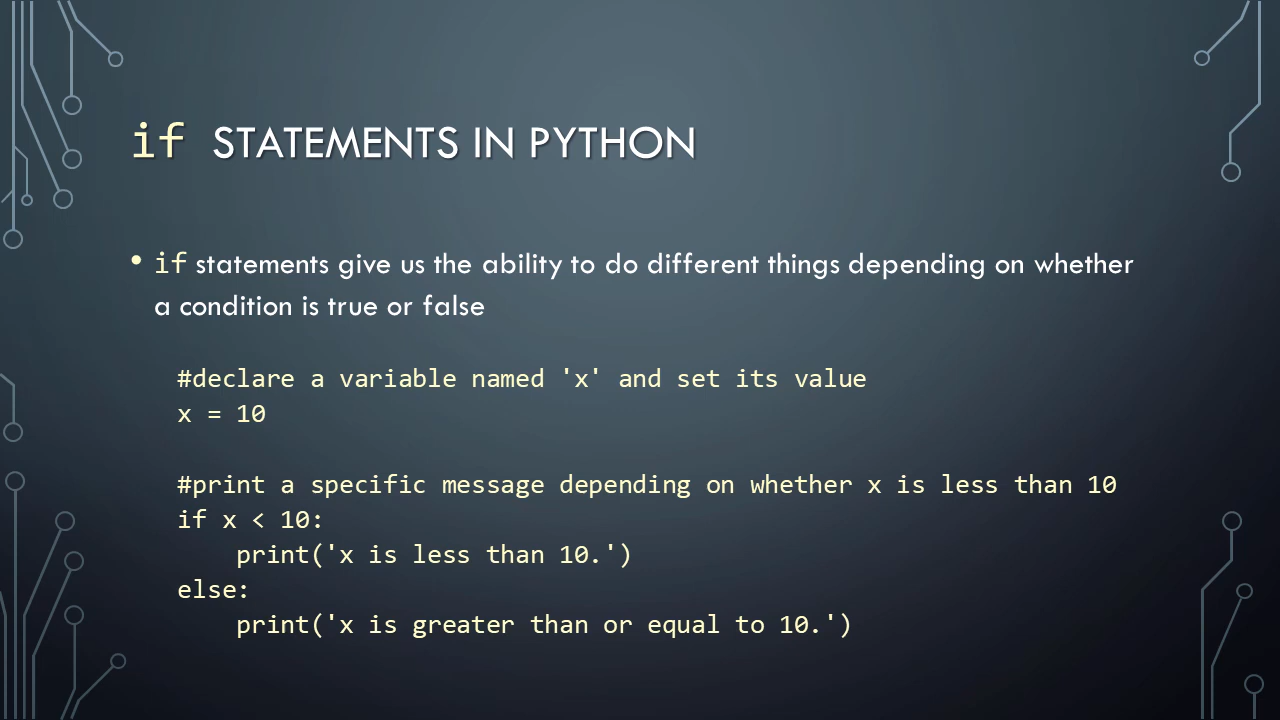 if STATEMENTS IN PYTHON
• if statements give us the ability to do different things depending on whether
a condition is true or false
#declare a variable named 'x' and set its value
x = 10
#print a specific message depending on whether x is less than 10
if x < 10:
    print('x is less than 10.')
else:
    print('x is greater than or equal to 10.')